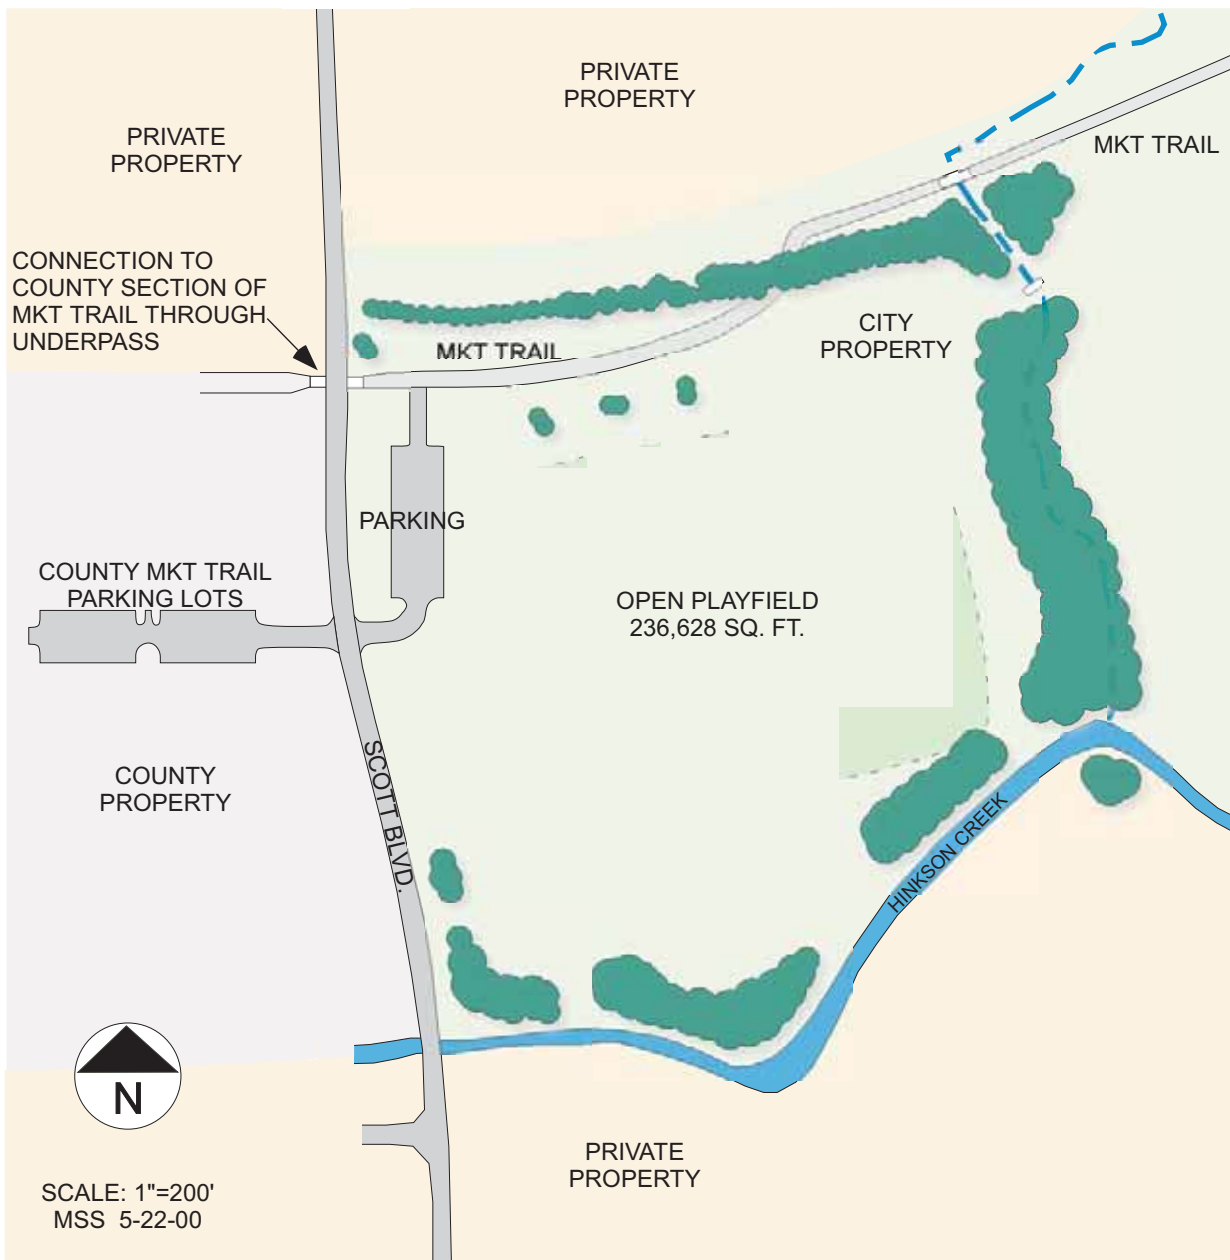 PRIVATE
PROPERTY
PRIVATE
PROPERTY
MKT TRAIL
CONNECTION TO
COUNTY SECTION OF
MKT TRAIL THROUGH
UNDERPASS
MKT TRAIL
CITY
PROPERTY
PARKING
COUNTY MKT TRAIL
PARKING LOTS
OPEN PLAYFIELD
236,628 SQ. FT.
COUNTY
PROPERTY
SCOTT BLVD.
HINKSON CREEK
N
PRIVATE
PROPERTY
SCALE: 1"=200'
MSS 5-22-00